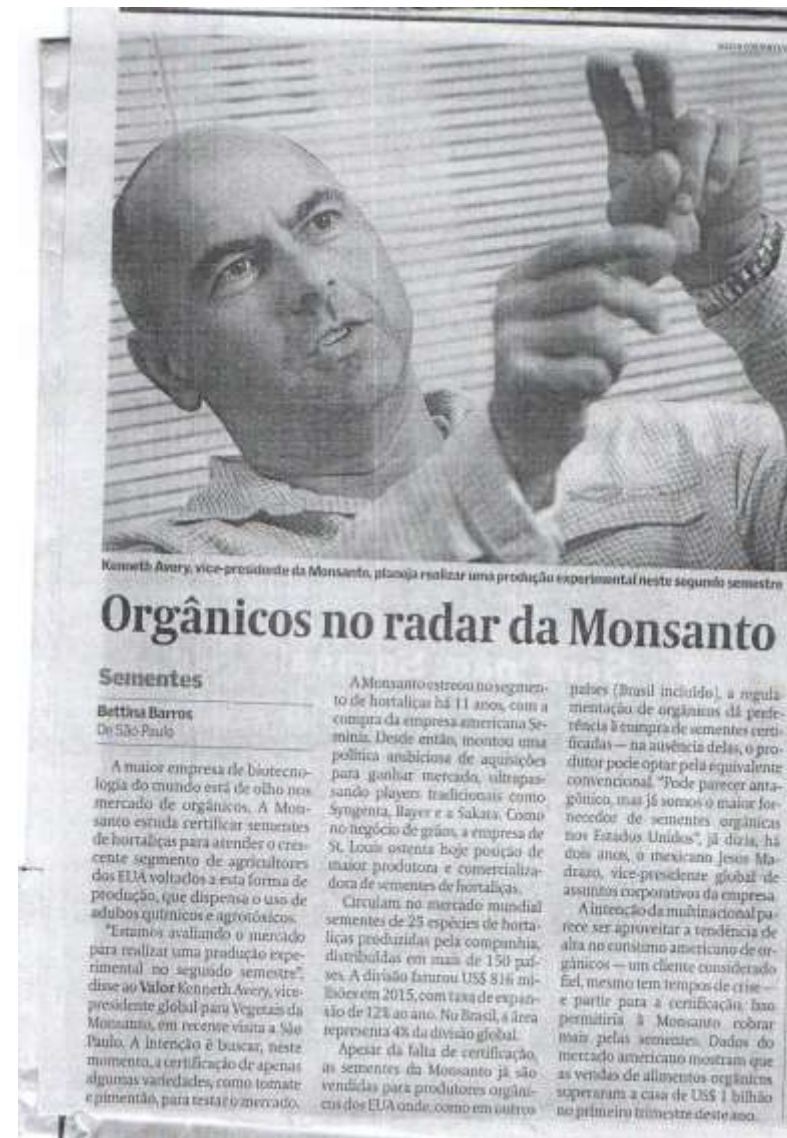 Kenneth Avery, vice-presidente da Monsanto, planeja realizar uma produção experimental neste segundo semestre
Orgânicos no radar da Monsanto
Sementes
Bettina Barros
De São Paulo
A maior empresa de biotecno-
logia do mundo está de olho nos
mercado de orgânicos. A Mon-
santo estuda certificar sementes
de hortaliças para atender o cres-
cente segmento de agricultores
dos EUA voltados a esta forma de
produção, que dispensa o uso de
adubos químicos e agrotóxicos.
"Estamos avaliando o mercado
para realizar uma produção expe-
rimental no segundo semestre",
disse ao Valor Kenneth Avery, vice-
presidente global para Vegetais da
Monsanto, em recente visita a São
Paulo. A intenção é buscar, neste
momento, a certificação de apenas
algumas variedades, como tomate
e pimentão, para testar o mercado.
A Monsanto estreou no segmen-
to de hortaliças há 11 anos, com a
compra da empresa americana Se-
minis. Desde então, montou uma
política ambiciosa de aquisições
para ganhar mercado, ultrapas-
sando players tradicionais como
Syngenta, Bayer e a Sakata. Como
no negócio de grãos, a empresa de
St. Louis ostenta hoje posição de
maior produtora e comercializa-
dora de sementes de hortaliças.
Circulam no mercado mundial
sementes de 25 espécies de horta-
liças produzidas pela companhia,
distribuídas em mais de 150 paí-
ses. A divisão faturou US$ 816 mi-
lhões em 2015, com taxa de expan-
são de 12% ao ano. No Brasil, a área
representa 4% da divisão global.
Apesar da falta de certificação,
as sementes da Monsanto já são
vendidas para produtores orgâni-
cos dos EUA onde, como em outros
países (Brasil incluído), a regula-
mentação de orgânicos dá prefe-
rência à compra de sementes certi-
ficadas — na ausência delas, o pro-
dutor pode optar pela equivalente
convencional. "Pode parecer anta-
gônico, mas já somos o maior for-
necedor de sementes orgânicas
nos Estados Unidos", já dizia, há
dois anos, o mexicano Jesus Ma-
drazo, vice-presidente global de
assuntos corporativos da empresa.
A intenção da multinacional pa-
rece ser aproveitar a tendência de
alta no consumo americano de or-
gânicos — um cliente considerado
fiel, mesmo tem tempos de crise —
e partir para a certificação. Isso
permitiria à Monsanto cobrar
mais pelas sementes. Dados do
mercado americano mostram que
as vendas de alimentos orgânicos
superaram a casa de US$ 1 bilhão
no primeiro trimestre deste ano.